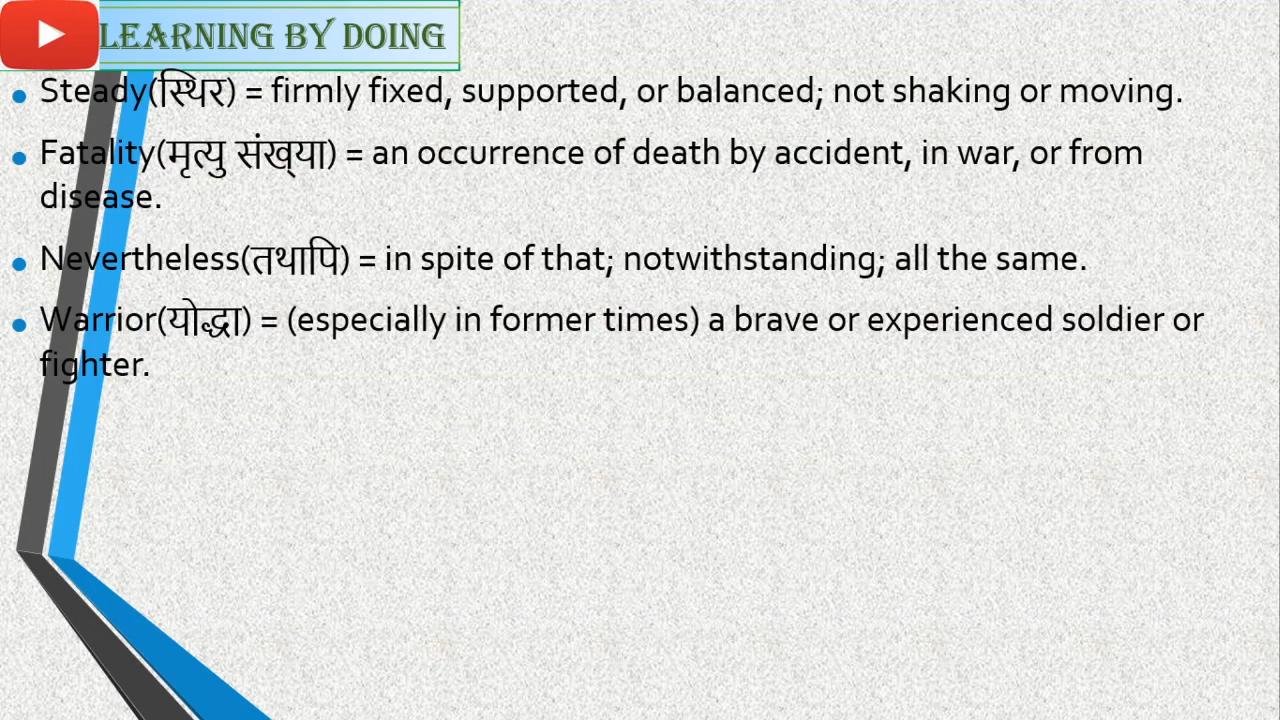 LEARNING BY DOING
Steady(स्थिर) = firmly fixed, supported, or balanced; not shaking or moving.
Fatality(मृत्यु संख्या) = an occurrence of death by accident, in war, or from
disease.
Nevertheless(तथापि) = in spite of that; notwithstanding; all the same.
Warrior(योद्धा) = (especially in former times) a brave or experienced soldier or
fighter.